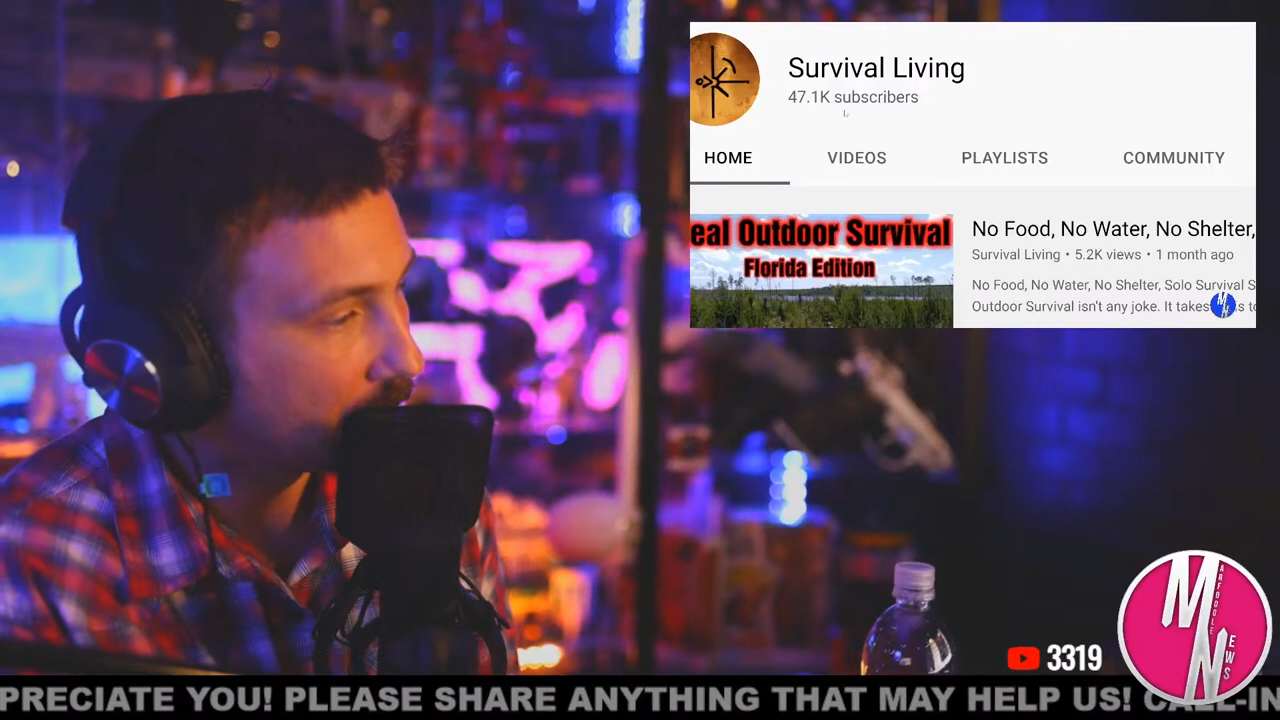 Survival Living
47.1K subscribers
HOME VIDEOS PLAYLISTS COMMUNITY
eal Outdoor Survival
Florida Edition
No Food, No Water, No Shelter,
Survival Living • 5.2K views • 1 month ago
No Food, No Water, No Shelter, Solo Survival S
Outdoor Survival isn't any joke. It takes
MARFOOGLE NEWS
3319
PRECIATE YOU! PLEASE SHARE ANYTHING THAT MAY HELP US! CALL-IN